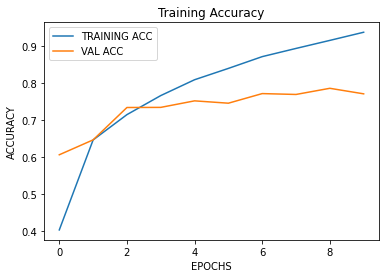 Training Accuracy
TRAINING ACC
VAL ACC
ACCURACY
0.9
0.8
0.7
0.6
0.5
0.4
0 2 4 6 8
EPOCHS